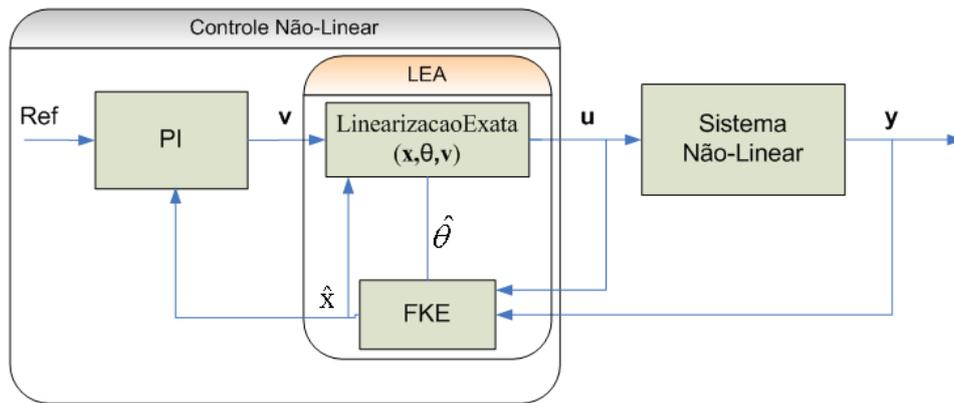 Controle Não-Linear
LEA
Ref
PI
v
LinearizacaoExata
(x,θ,v)
u
Sistema
Não-Linear
y
θ̂
x̂
FKE